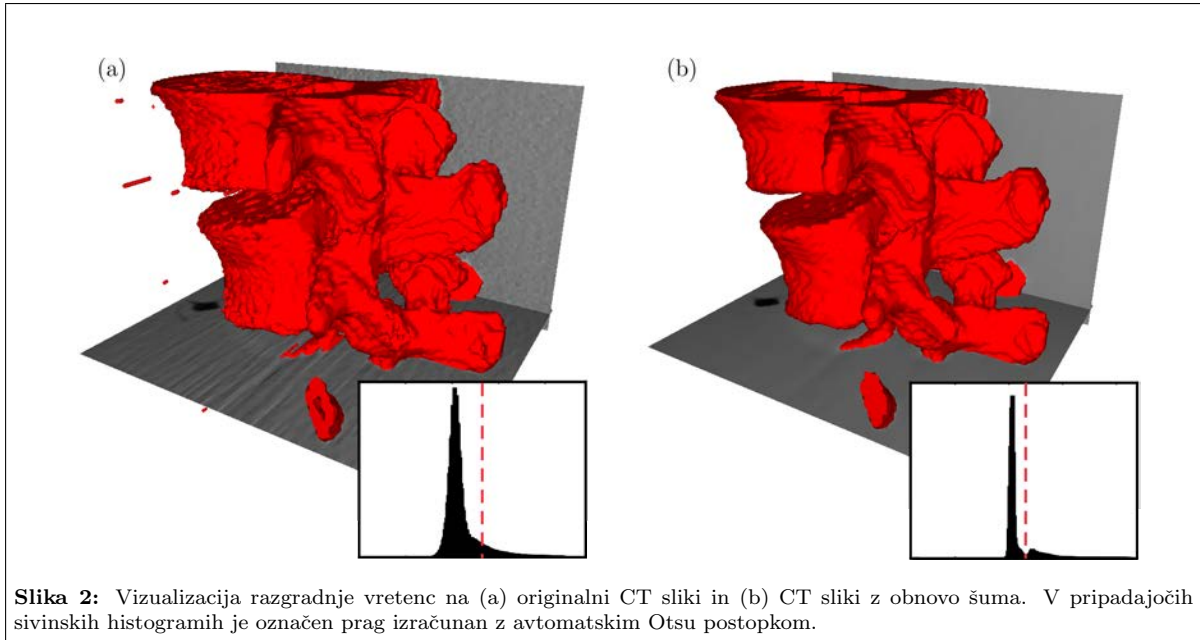 (a)
(b)
Slika 2: Vizualizacija razgradnje vretenc na (a) originalni CT sliki in (b) CT sliki z obnovo šuma. V pripadajočih
sivinskih histogramih je označen prag izračunan z avtomatskim Otsu postopkom.